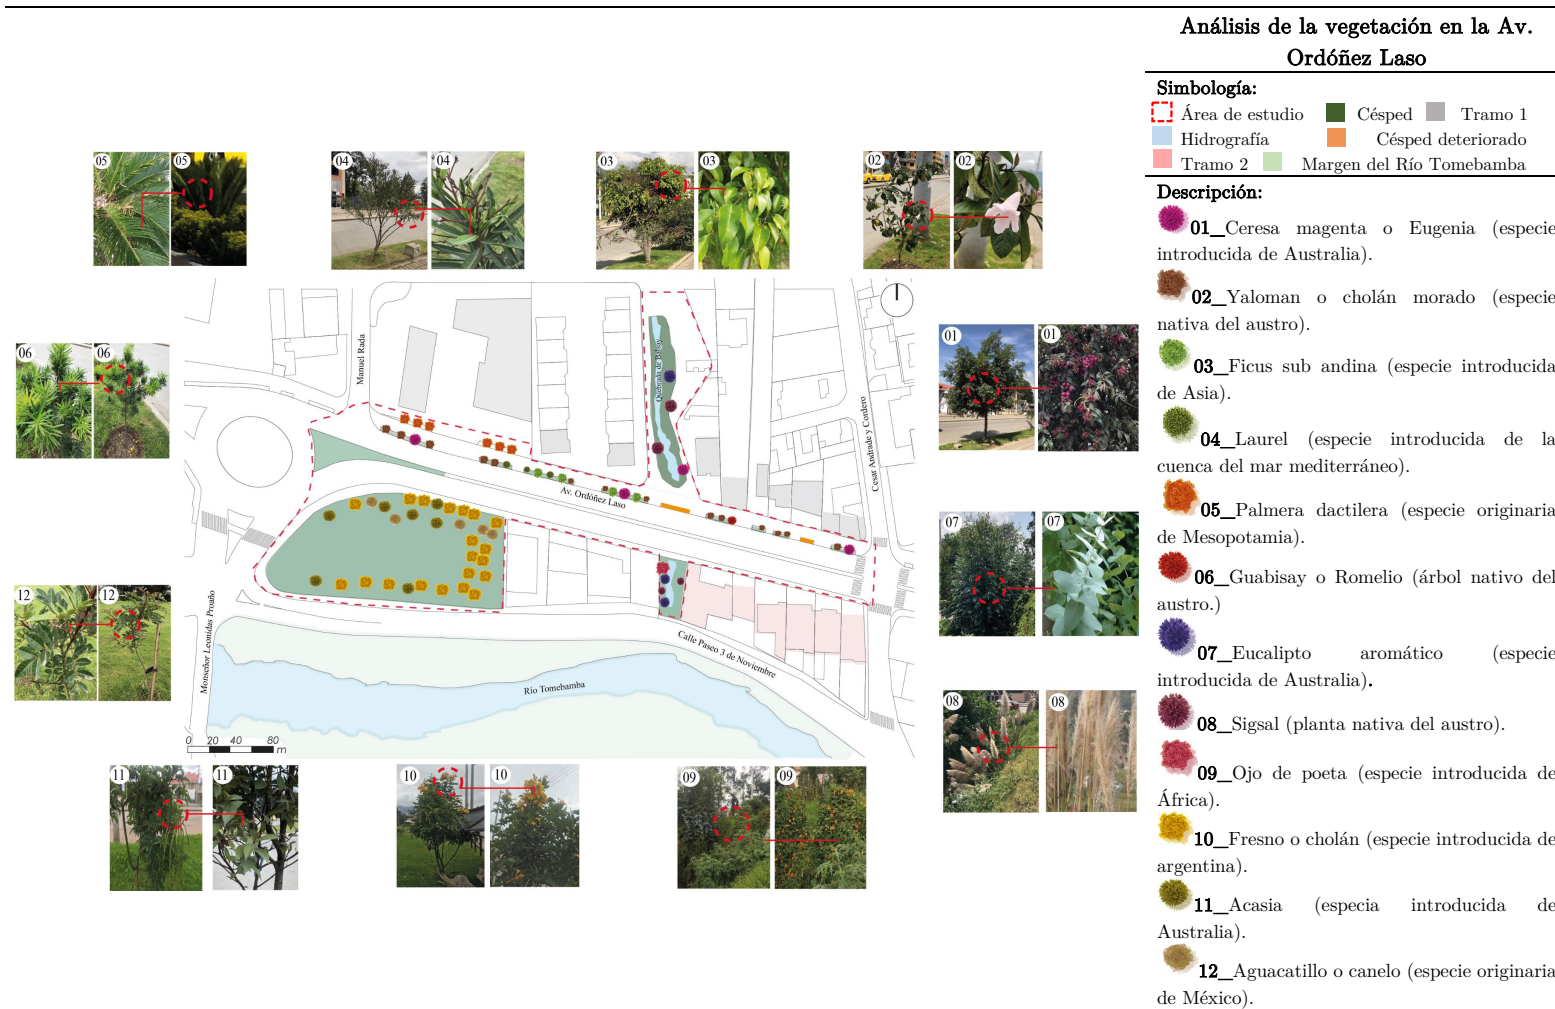 Análisis de la vegetación en la Av.
Ordóñez Laso
Simbología:
Área de estudio Césped Tramo 1
Hidrografía Césped deteriorado
Tramo 2 Margen del Río Tomebamba
Descripción:
01_Ceresa magenta o Eugenia (especie
introducida de Australia).
02_Yaloman o cholán morado (especie
nativa del austro).
03_Ficus sub andina (especie introducida
de Asia).
04_Laurel (especie introducida de la
cuenca del mar mediterráneo).
05_Palmera dactilera (especie originaria
de Mesopotamia).
06_Guabisay o Romelio (árbol nativo del
austro.)
07_Eucalipto aromático (especie
introducida de Australia).
08_Sigsal (planta nativa del austro).
09_Ojo de poeta (especie introducida de
África).
10_Fresno o cholán (especie introducida de
argentina).
11_Acasia (especia introducida de
Australia).
12_Aguacatillo o canelo (especie originaria
de México).
05 05
04 04
03 03
02 02
06 06
01 01
07 07
12 12
08 08
11 11
10 10
09 09
Manuel Rada
Cesar Andrade y Cordero
Av. Ordóñez Laso
Monseñor Leonidas Proaño
Calle Paseo 3 de Noviembre
Río Tomebamba
0 20 40 80
m